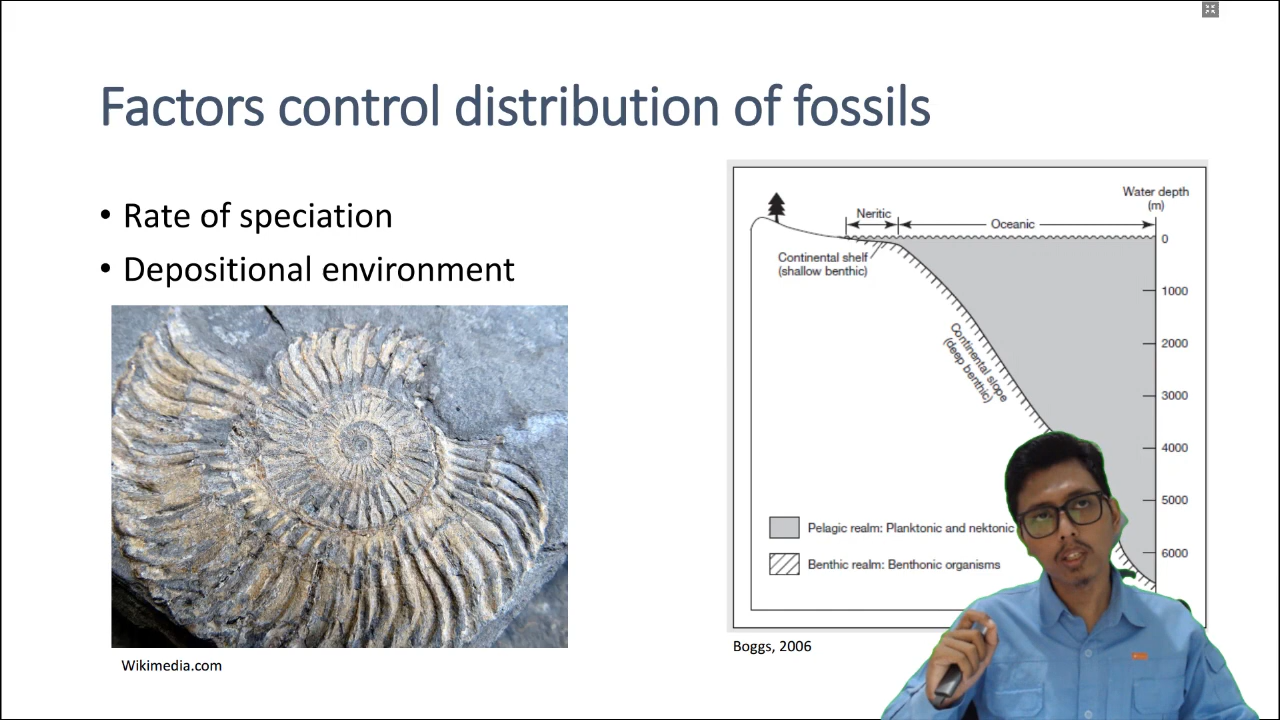 Factors control distribution of fossils
• Rate of speciation
• Depositional environment
Wikimedia.com
Water depth
(m)
Neritic
Oceanic
Continental shelf
(shallow benthic)
Continental slope
(deep benthic)
0
1000
2000
3000
4000
5000
6000
Pelagic realm: Planktonic and nektonic
Benthic realm: Benthonic organisms
Boggs, 2006